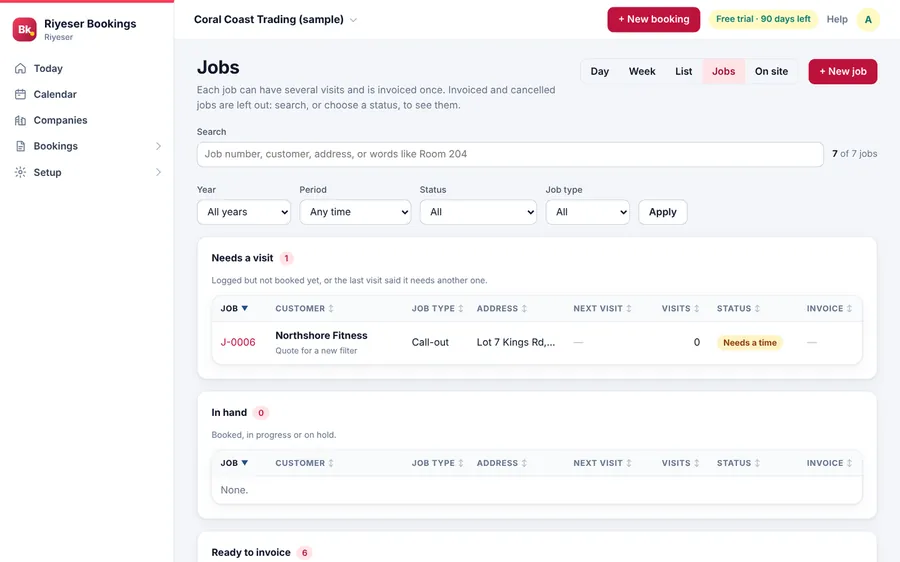 Bk
Riyeser Bookings
Riyeser
Today
Calendar
Companies
Bookings
Setup
Coral Coast Trading (sample)
+ New booking
Free trial · 90 days left
Help
A
Jobs
Each job can have several visits and is invoiced once. Invoiced and cancelled
jobs are left out: search, or choose a status, to see them.
Day Week List Jobs On site
+ New job
Search
Job number, customer, address, or words like Room 204
7 of 7 jobs
Year Period Status Job type
All years Any time All All Apply
Needs a visit 1
Logged but not booked yet, or the last visit said it needs another one.
JOB CUSTOMER JOB TYPE ADDRESS NEXT VISIT VISITS STATUS INVOICE
J-0006 Northshore Fitness Call-out Lot 7 Kings Rd,... — 0 Needs a time —
Quote for a new filter
In hand 0
Booked, in progress or on hold.
JOB CUSTOMER JOB TYPE ADDRESS NEXT VISIT VISITS STATUS INVOICE
None.
Ready to invoice 6